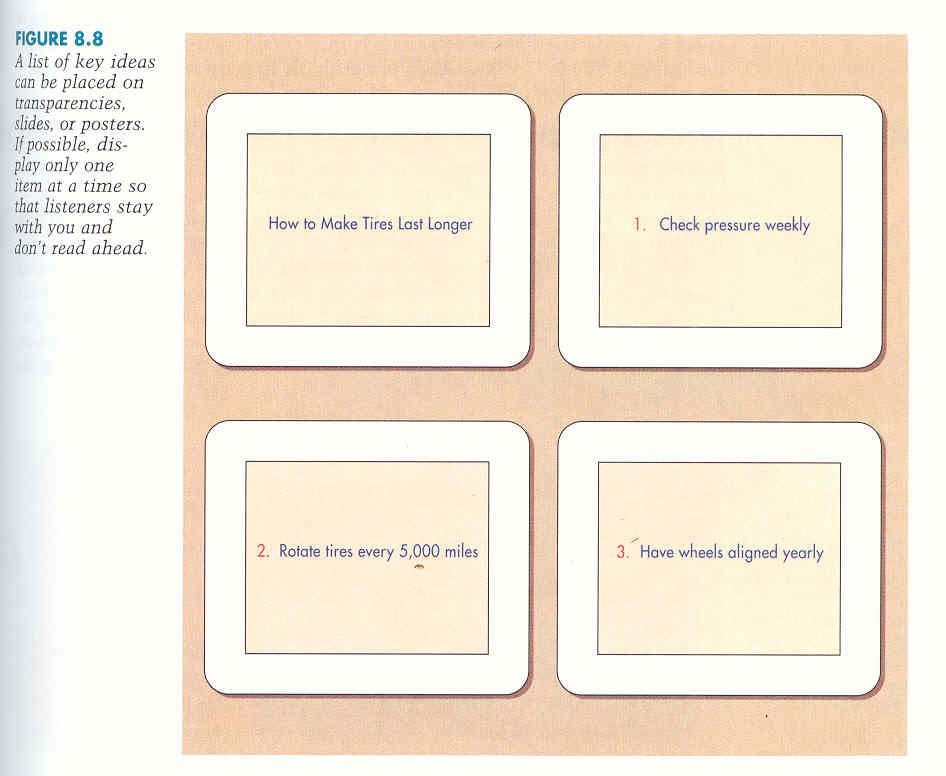 FIGURE 8.8
A list of key ideas
can be placed on
transparencies,
slides, or posters.
If possible, dis-
play only one
item at a time so
that listeners stay
with you and
don't read ahead.
How to Make Tires Last Longer
1. Check pressure weekly
2. Rotate tires every 5,000 miles
3. Have wheels aligned yearly